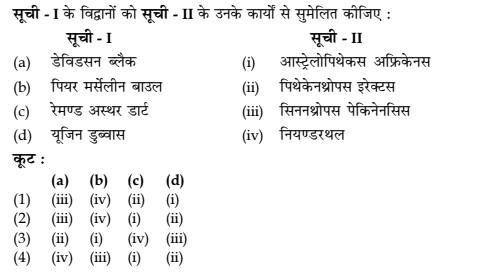 सूची - I के विद्वानों को सूची - II के उनके कार्यों से सुमेलित कीजिए :
सूची - I सूची - II
(a) डेविडसन ब्लैक (i) आस्ट्रेलोपिथेकस अफ्रिकेनस
(b) पियर मर्सेलीन बाउल (ii) पिथेकेनथ्रोपस इरेक्टस
(c) रेमण्ड अस्थर डार्ट (iii) सिननथ्रोपस पेकिनेनसिस
(d) यूजिन डुब्वास (iv) नियण्डरथल
कूट :
(a) (b) (c) (d)
(1) (iii) (iv) (ii) (i)
(2) (iii) (iv) (i) (ii)
(3) (ii) (i) (iv) (iii)
(4) (iv) (iii) (i) (ii)